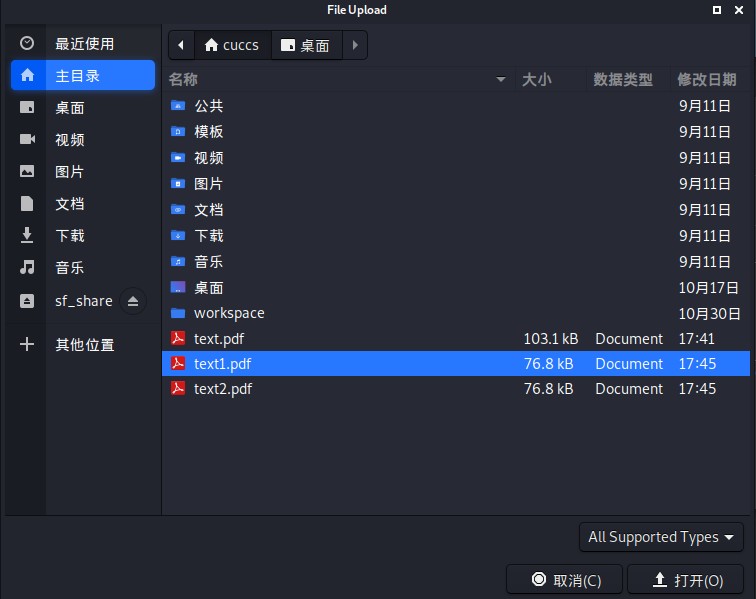 File Upload
最近使用
主目录
桌面
视频
图片
文档
下载
音乐
sf_share
其他位置
cuccs 桌面
名称 大小 数据类型 修改日期
公共 9月11日
模板 9月11日
视频 9月11日
图片 9月11日
文档 9月11日
下载 9月11日
音乐 9月11日
桌面 10月17日
workspace 10月30日
text.pdf 103.1 kB Document 17:41
text1.pdf 76.8 kB Document 17:45
text2.pdf 76.8 kB Document 17:45
All Supported Types
取消(C) 打开(O)